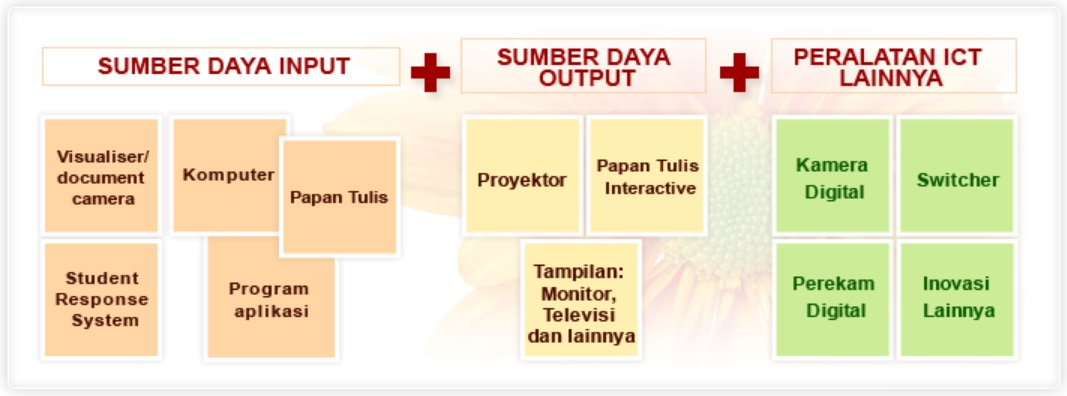 SUMBER DAYA INPUT
SUMBER DAYA
OUTPUT
PERALATAN ICT
LAINNYA
Visualiser/
document
camera
Komputer
Papan Tulis
Student
Response
System
Program
aplikasi
Proyektor
Papan Tulis
Interactive
Tampilan:
Monitor,
Televisi
dan lainnya
Kamera
Digital
Switcher
Perekam
Digital
Inovasi
Lainnya